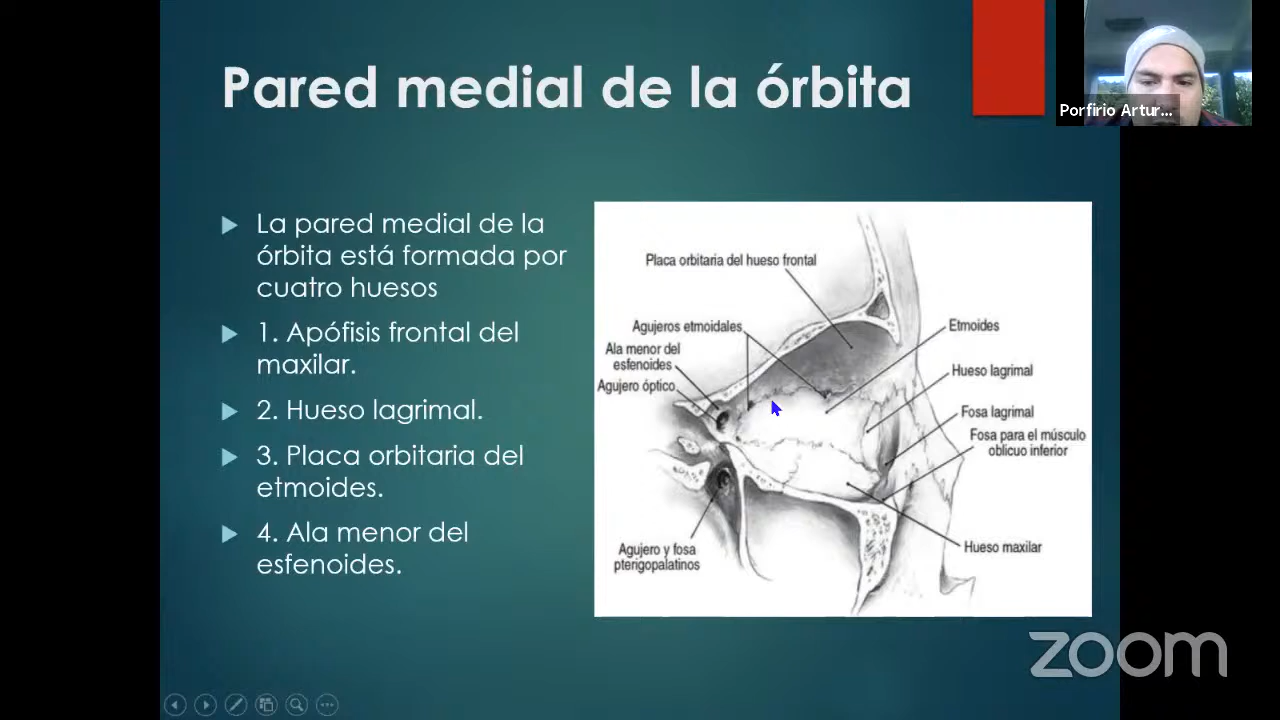 Pared medial de la órbita
Porfirio Artur...
La pared medial de la
órbita está formada por
cuatro huesos
1. Apófisis frontal del
maxilar.
2. Hueso lagrimal.
3. Placa orbitaria del
etmoides.
4. Ala menor del
esfenoides.
Placa orbitaria del hueso frontal
Agujeros etmoidales
Ala menor del
esfenoides
Agujero óptico
Etmoides
Hueso lagrimal
Fosa lagrimal
Fosa para el músculo
oblicuo inferior
Agujero y fosa
pterigopalatinos
Hueso maxilar
zoom